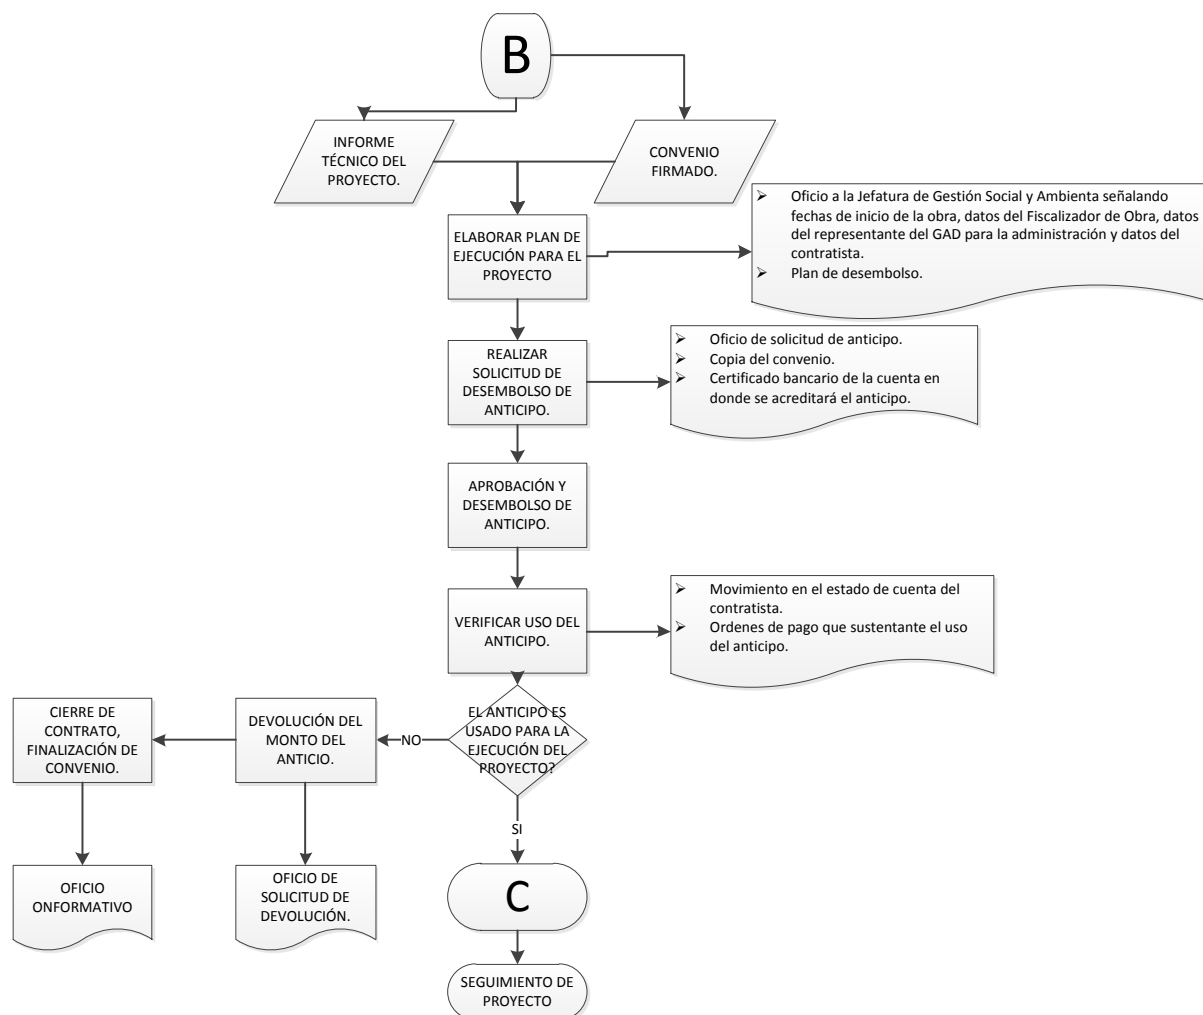 B
INFORME
TÉCNICO DEL
PROYECTO.
CONVENIO
FIRMADO.
ELABORAR PLAN DE
EJECUCIÓN PARA EL
PROYECTO
➢ Oficio a la Jefatura de Gestión Social y Ambienta señalando
fechas de inicio de la obra, datos del Fiscalizador de Obra, datos
del representante del GAD para la administración y datos del
contratista.
➢ Plan de desembolso.
REALIZAR
SOLICITUD DE
DESEMBOLSO DE
ANTICIPO.
➢ Oficio de solicitud de anticipo.
➢ Copia del convenio.
➢ Certificado bancario de la cuenta en
donde se acreditará el anticipo.
APROBACIÓN Y
DESEMBOLSO DE
ANTICIPO.
VERIFICAR USO DEL
ANTICIPO.
➢ Movimiento en el estado de cuenta del
contratista.
➢ Ordenes de pago que sustentante el uso
del anticipo.
EL ANTICIPO ES
USADO PARA LA
EJECUCIÓN DEL
PROYECTO?
NO
DEVOLUCIÓN DEL
MONTO DEL
ANTICIO.
CIERRE DE
CONTRATO,
FINALIZACIÓN DE
CONVENIO.
SI
OFICIO
ONFORMATIVO
OFICIO DE
SOLICITUD DE
DEVOLUCIÓN.
C
SEGUIMIENTO DE
PROYECTO